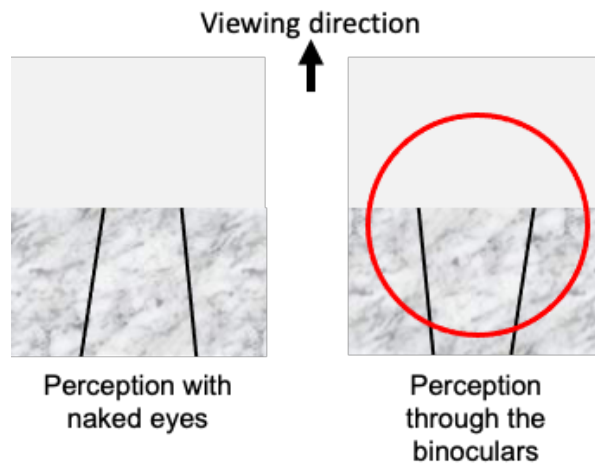 Viewing direction
Perception with
naked eyes
Perception
through the
binoculars